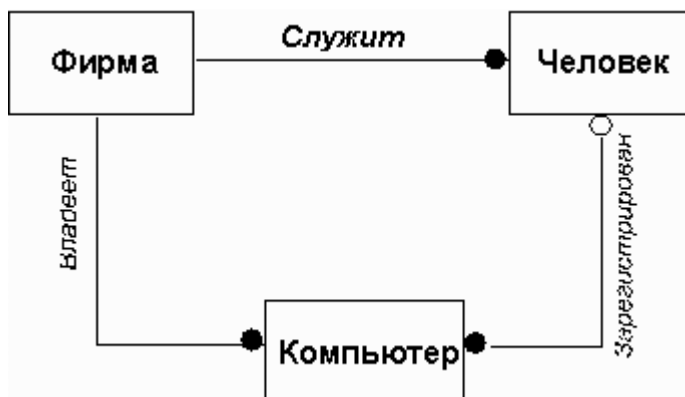 Служит
Фирма
Человек
Владеет
Зарегистрирован
Компьютер